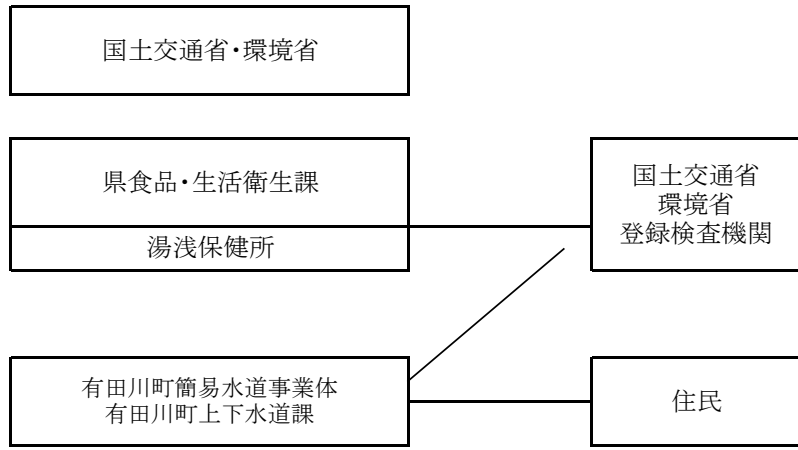 国土交通省・環境省
県食品・生活衛生課
湯浅保健所
国土交通省
環境省
登録検査機関
有田川町簡易水道事業体
有田川町上下水道課
住民